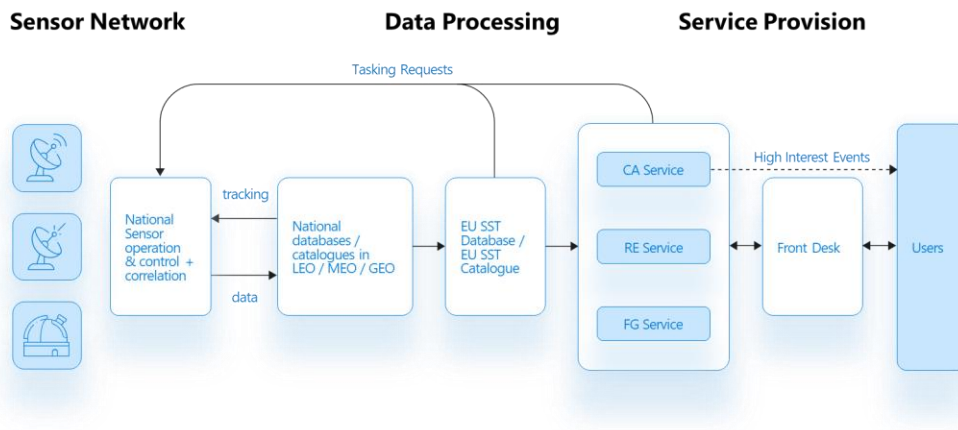 Sensor Network
Data Processing
Service Provision
Tasking Requests
National
Sensor
operation
& control +
correlation
tracking
data
National
databases /
catalogues in
LEO / MEO / GEO
EU SST
Database /
EU SST
Catalogue
CA Service
RE Service
FG Service
High Interest Events
Front Desk
Users